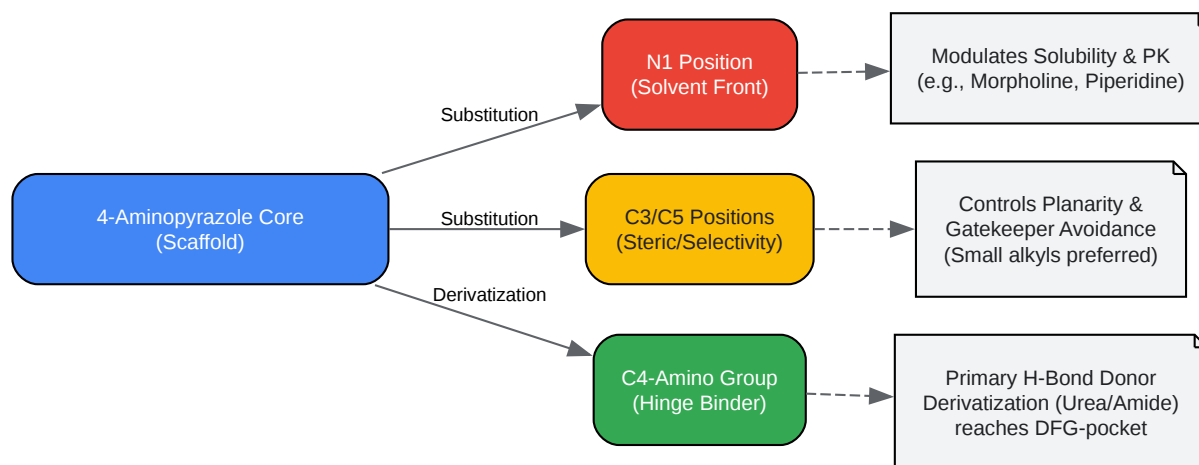 4-Aminopyrazole Core
(Scaffold)
Substitution
N1 Position
(Solvent Front)
Modulates Solubility & PK
(e.g., Morpholine, Piperidine)
Substitution
C3/C5 Positions
(Steric/Selectivity)
Controls Planarity &
Gatekeeper Avoidance
(Small alkyls preferred)
Derivatization
C4-Amino Group
(Hinge Binder)
Primary H-Bond Donor
Derivatization (Urea/Amide)
reaches DFG-pocket